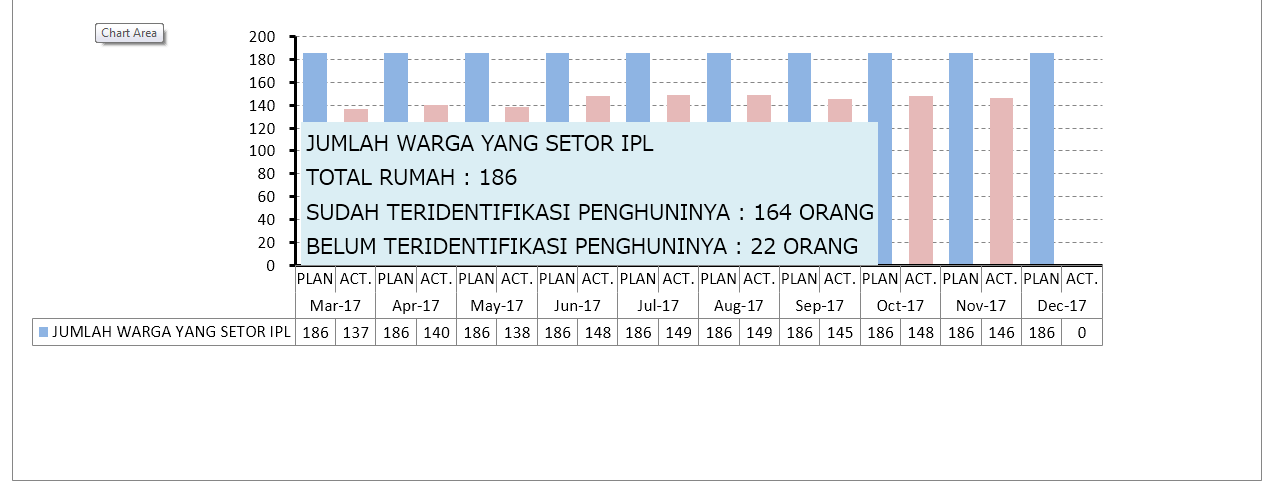 Chart Area
200
180
160
140
120
100
80
60
40
20
0
JUMLAH WARGA YANG SETOR IPL
TOTAL RUMAH : 186
SUDAH TERIDENTIFIKASI PENGHUNINYA : 164 ORANG
BELUM TERIDENTIFIKASI PENGHUNINYA : 22 ORANG
PLAN ACT. PLAN ACT. PLAN ACT. PLAN ACT. PLAN ACT. PLAN ACT. PLAN ACT. PLAN ACT. PLAN ACT. PLAN ACT.
Mar-17 Apr-17 May-17 Jun-17 Jul-17 Aug-17 Sep-17 Oct-17 Nov-17 Dec-17
JUMLAH WARGA YANG SETOR IPL 186 137 186 140 186 138 186 148 186 149 186 149 186 145 186 148 186 146 186 0